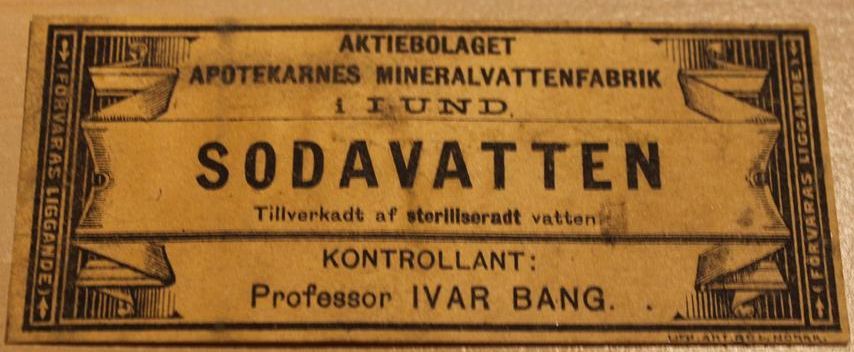 AKTIEBOLAGET
APOTEKARNES MINERALVATTENFABRIK
i LUND.
SODAVATTEN
Tillverkadt af steriliseradt vatten.
KONTROLLANT:
Professor IVAR BANG.
(FÖRVARAS LIGGANDE)
(FÖRVARAS LIGGANDE)